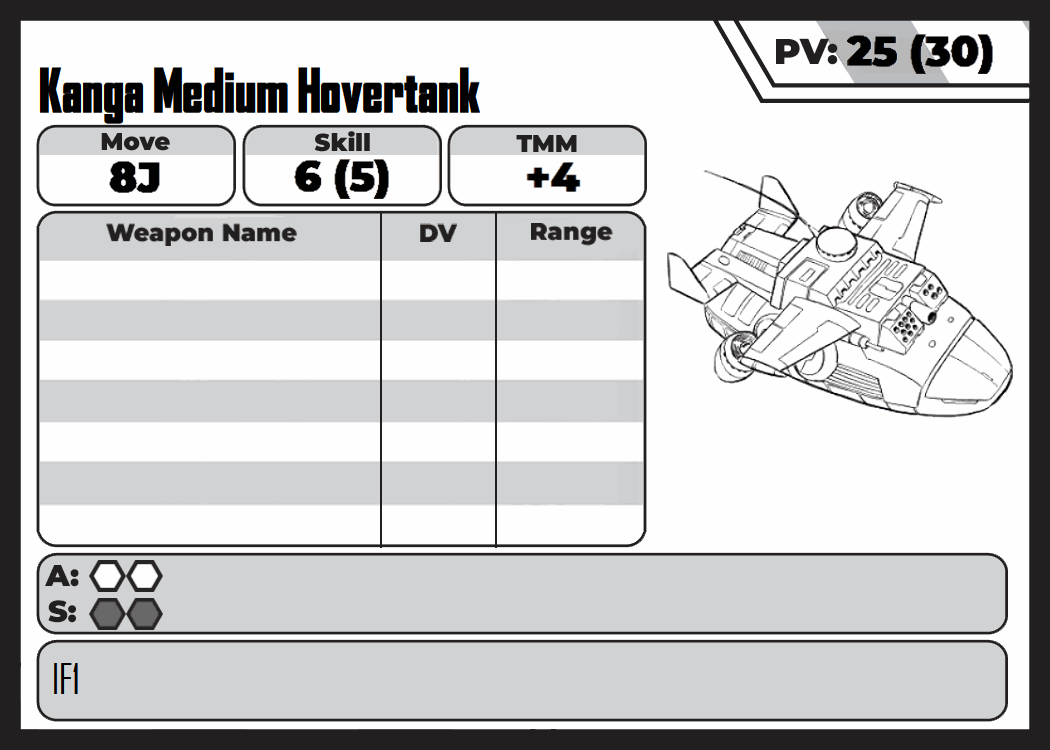 PV: 25 (30)
Kanga Medium Hovertank
Move Skill TMM
8J 6 (5) +4
Weapon Name DV Range
A:
S:
IF1